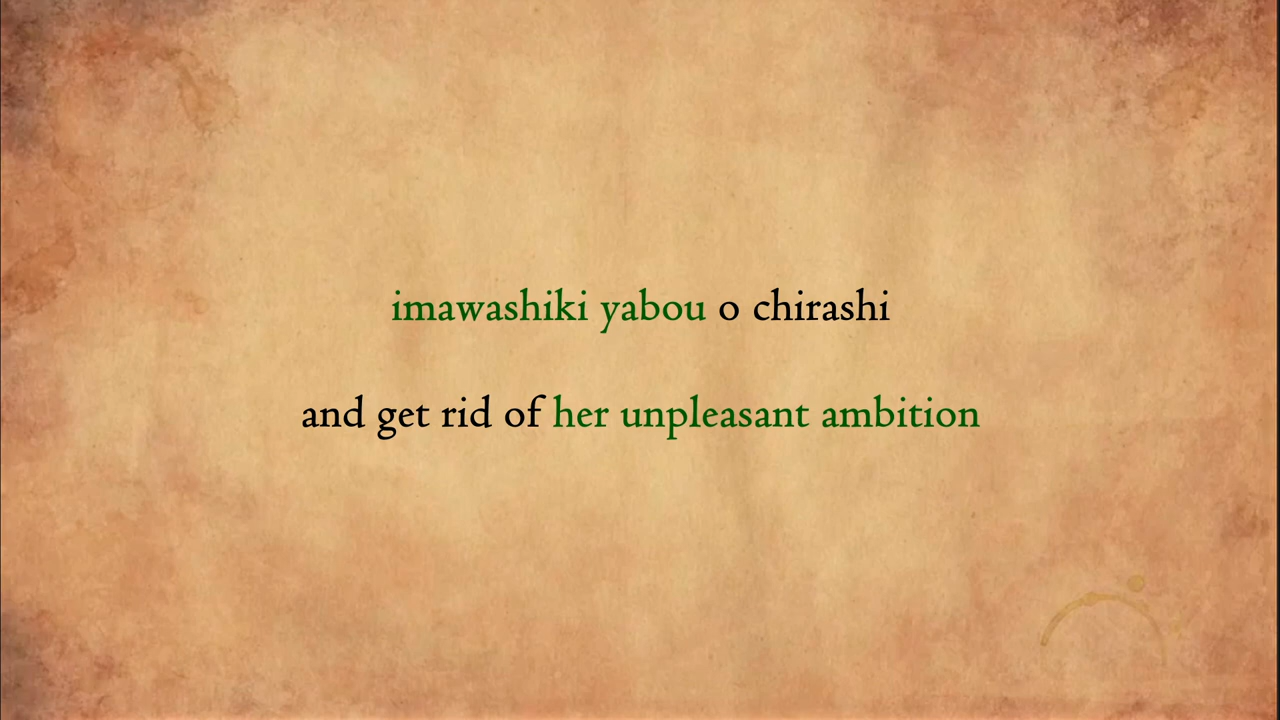 imawashiki yabou o chirashi
and get rid of her unpleasant ambition